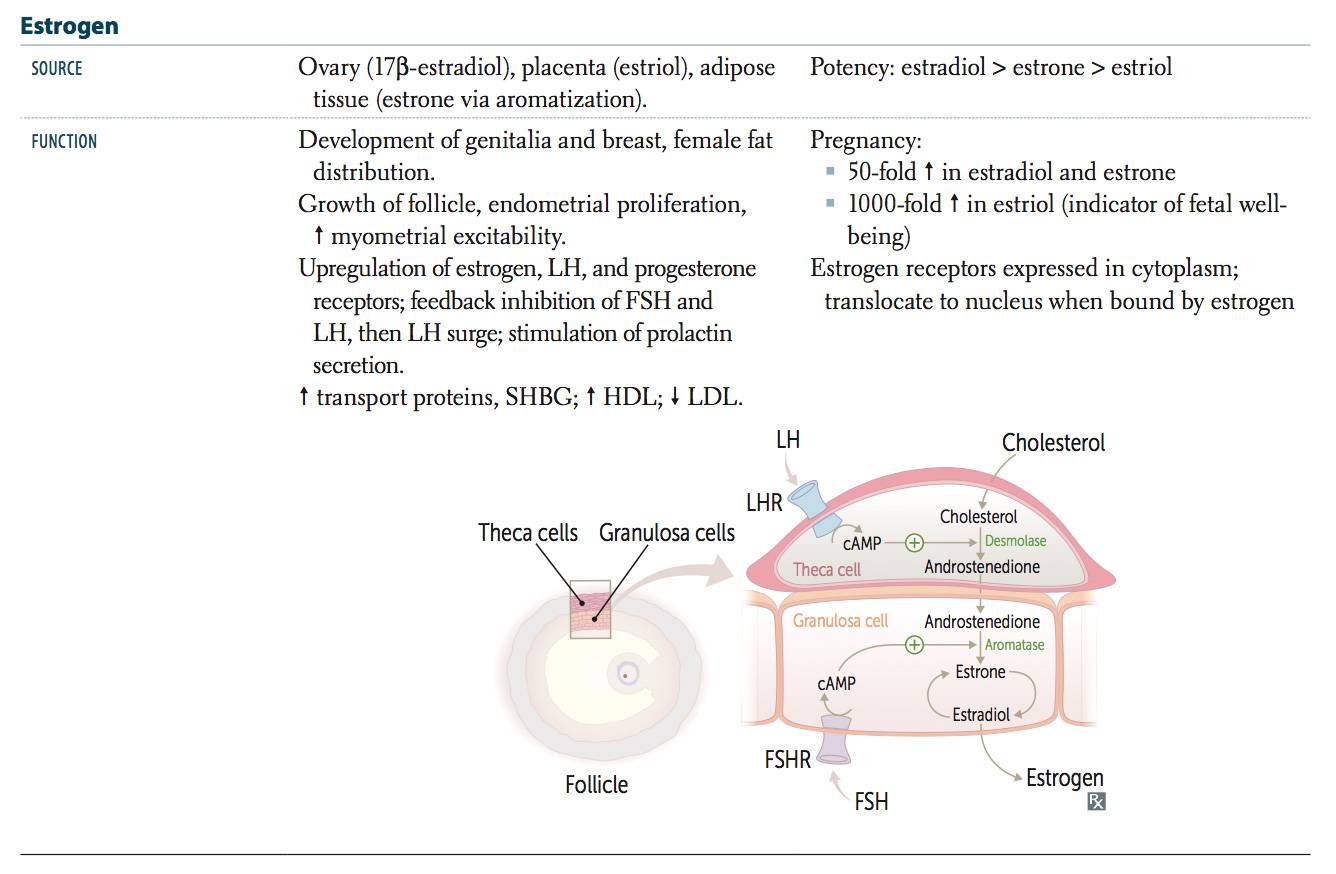 Estrogen
SOURCE
Ovary (17β-estradiol), placenta (estriol), adipose
tissue (estrone via aromatization).
Potency: estradiol > estrone > estriol
FUNCTION
Development of genitalia and breast, female fat
distribution.
Growth of follicle, endometrial proliferation,
↑ myometrial excitability.
Upregulation of estrogen, LH, and progesterone
receptors; feedback inhibition of FSH and
LH, then LH surge; stimulation of prolactin
secretion.
↑ transport proteins, SHBG; ↑ HDL; ↓ LDL.
Pregnancy:
▪ 50-fold ↑ in estradiol and estrone
▪ 1000-fold ↑ in estriol (indicator of fetal well-
being)
Estrogen receptors expressed in cytoplasm;
translocate to nucleus when bound by estrogen
Theca cells
Granulosa cells
Follicle
LH
LHR
Cholesterol
Cholesterol
cAMP
+
Desmolase
Theca cell
Androstenedione
Granulosa cell
Androstenedione
+
Aromatase
cAMP
Estrone
Estradiol
FSHR
FSH
Estrogen
℞